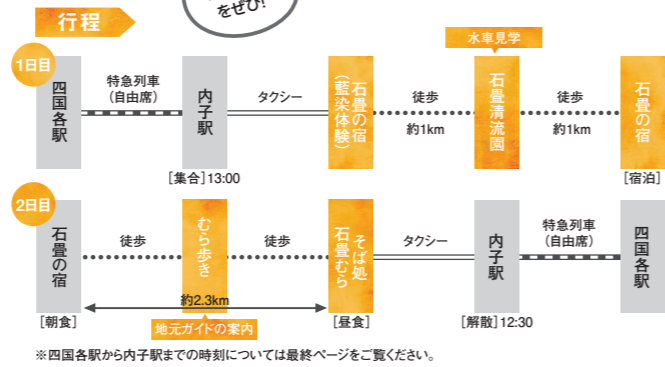 をぜひ!
行程
1日目
四国各駅
特急列車
(自由席)
内子駅
[集合]13:00
タクシー
石畳の宿
(藍染体験)
徒歩
約1km
水車見学
石畳清流園
徒歩
約1km
石畳の宿
[宿泊]
2日目
石畳の宿
[朝食]
徒歩
むら歩き
徒歩
約2.3km
地元ガイドの案内
そば処
石畳むら
[昼食]
タクシー
内子駅
[解散]12:30
特急列車
(自由席)
四国各駅
※四国各駅から内子駅までの時刻については最終ページをご覧ください。